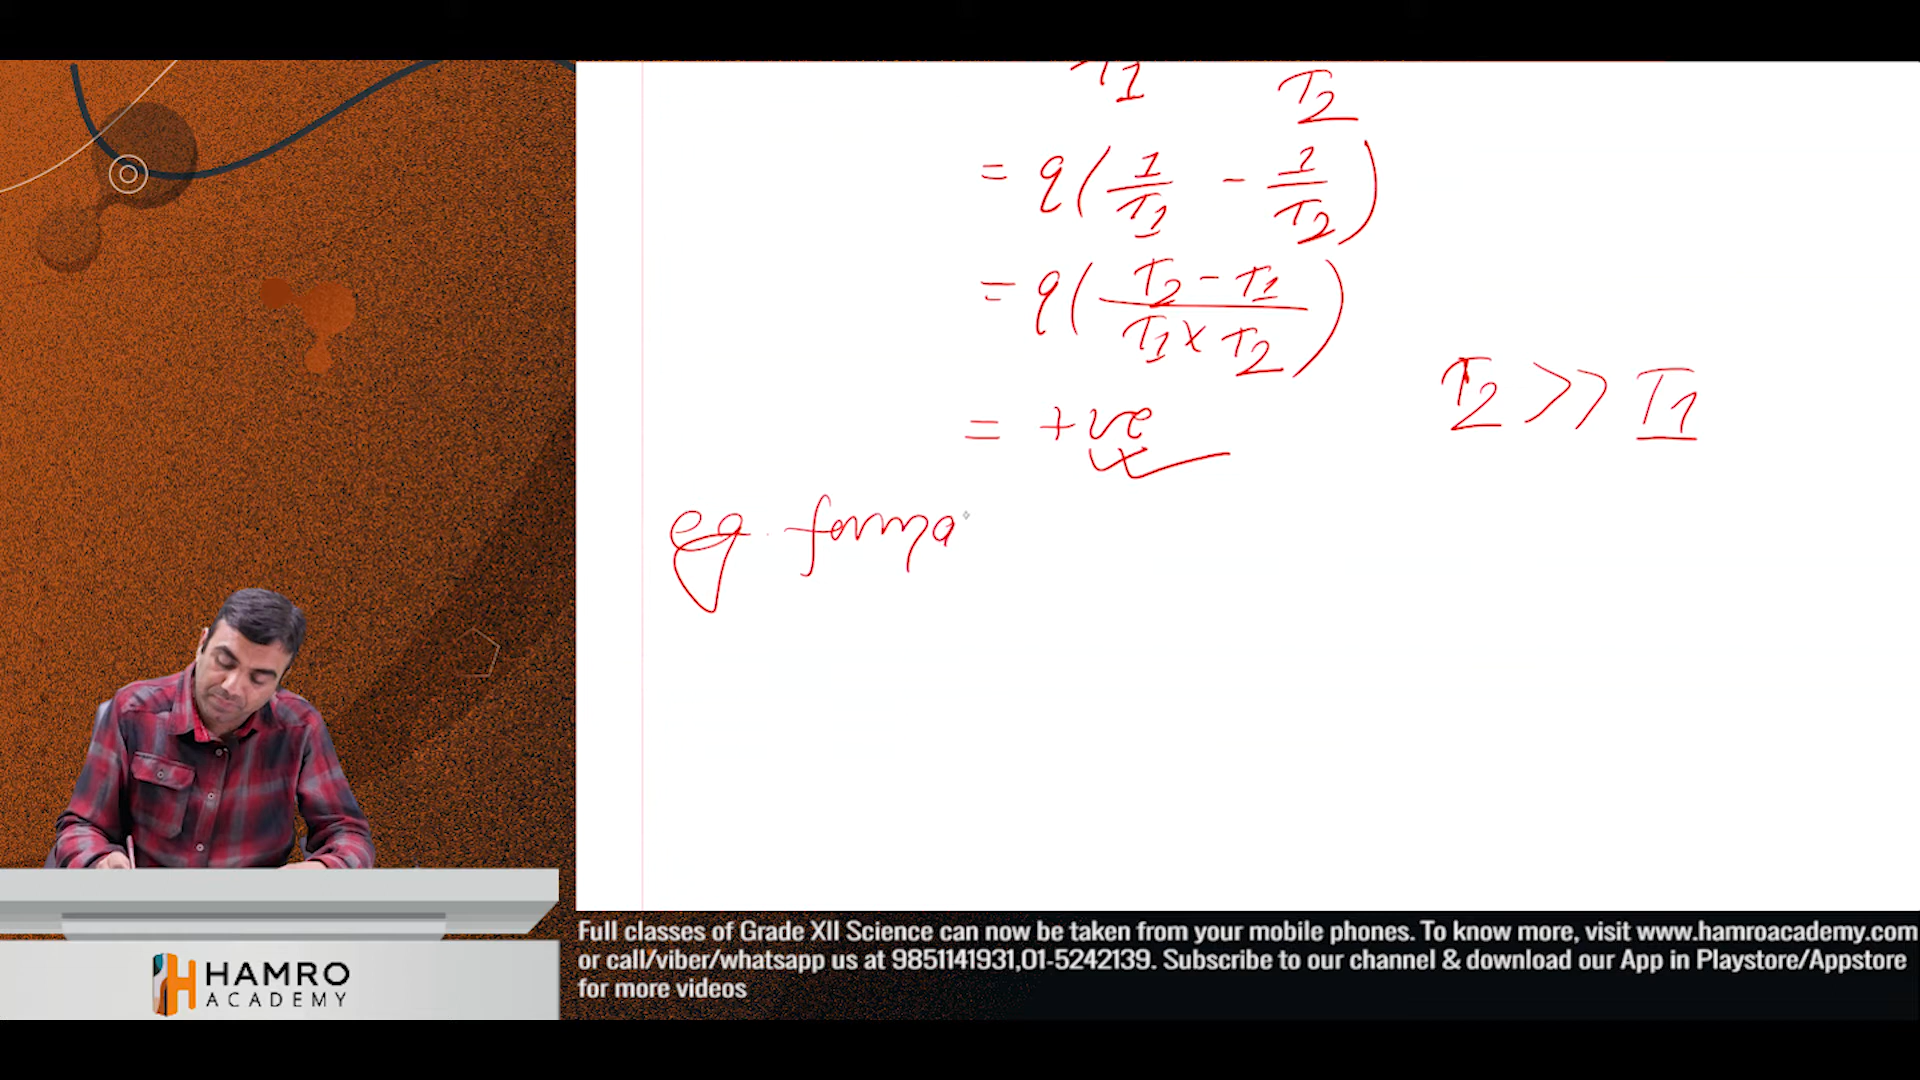 T1 T2
= q(1/T1 - 1/T2)
= q(T2 - T1 / T1 x T2)
T2 >> T1
= +ve
eg. forma
HAMRO
ACADEMY
Full classes of Grade XII Science can now be taken from your mobile phones. To know more, visit www.hamroacademy.com
or call/viber/whatsapp us at 9851141931,01-5242139. Subscribe to our channel & download our App in Playstore/Appstore
for more videos